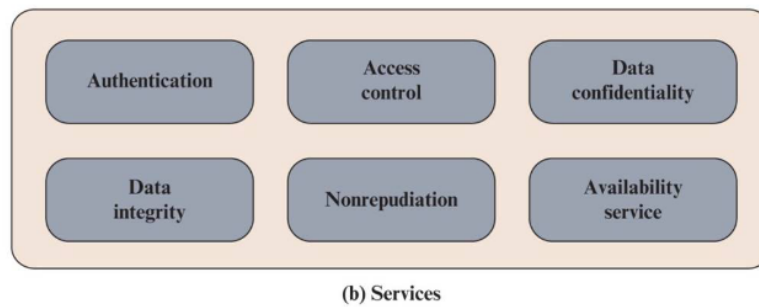 Authentication
Access
control
Data
confidentiality
Data
integrity
Nonrepudiation
Availability
service
(b) Services